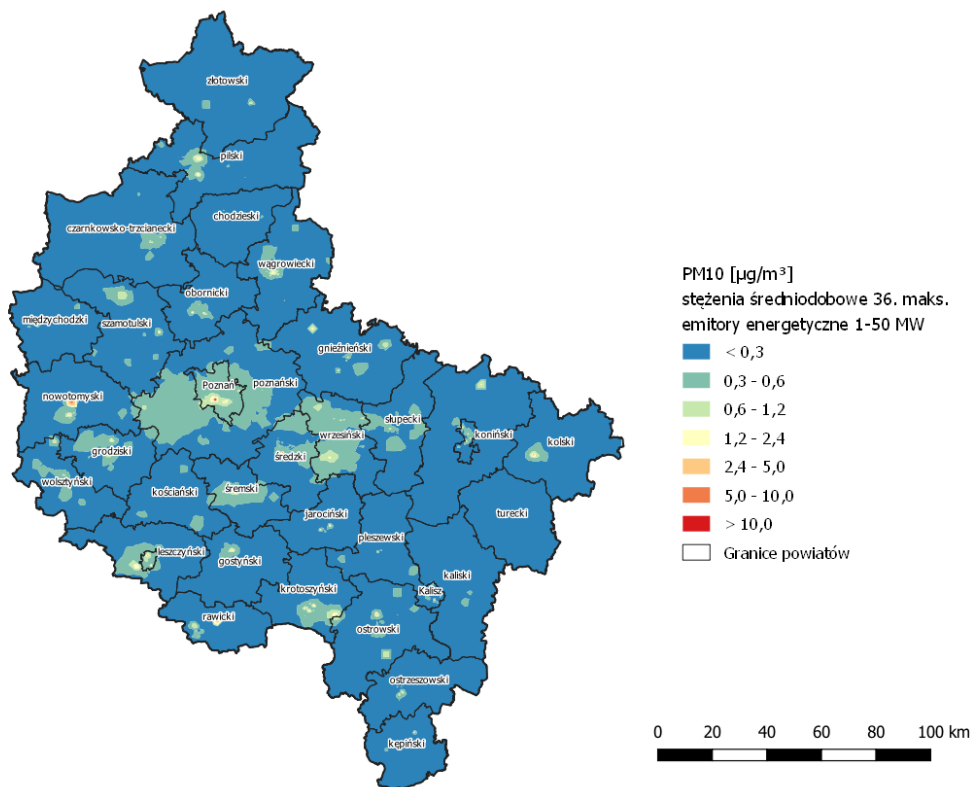 złotowski
pilski
chodzieski
czarnkowsko-trzcianecki
wągrowiecki
obornicki
międzychodzki
szamotulski
gnieźnieński
Poznań
poznański
nowotomyski
słupecki
wrzesiński
koniński
kolski
grodziski
średzki
wolsztyński
kościański
śremski
jarociński
turecki
pleszewski
leszczyński
gostyński
kaliski
krotoszyński
Kalisz
rawicki
ostrowski
ostrzeszowski
kępiński
PM10 [µg/m³]
stężenia średniodobowe 36. maks.
emitory energetyczne 1-50 MW
< 0,3
0,3 - 0,6
0,6 - 1,2
1,2 - 2,4
2,4 - 5,0
5,0 - 10,0
> 10,0
Granice powiatów
0 20 40 60 80 100 km